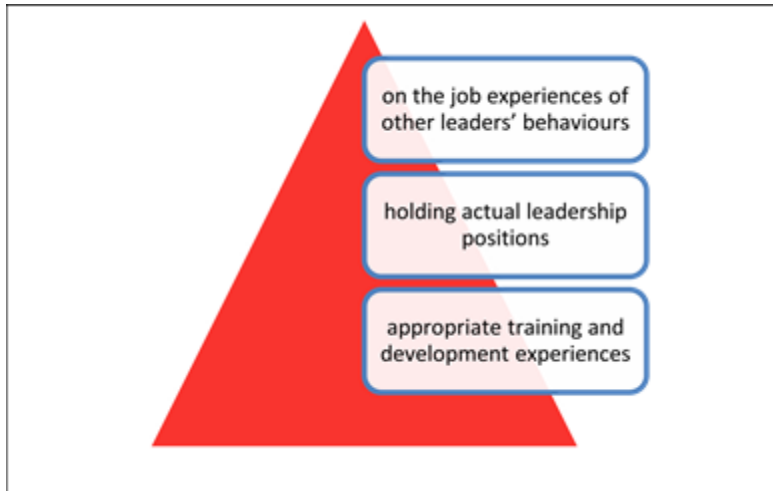 on the job experiences of
other leaders’ behaviours
holding actual leadership
positions
appropriate training and
development experiences